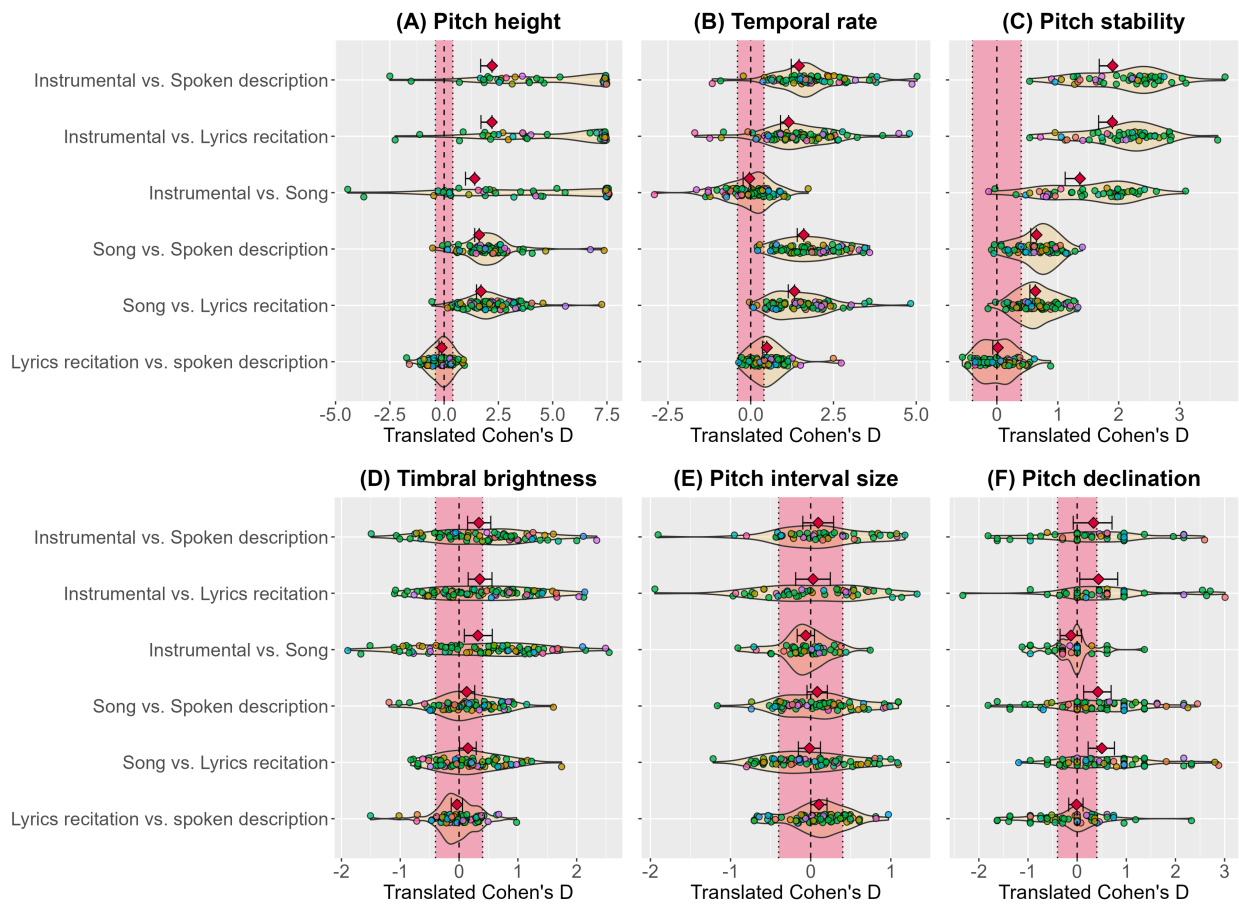 (A) Pitch height (B) Temporal rate (C) Pitch stability
Instrumental vs. Spoken description
Instrumental vs. Lyrics recitation
Instrumental vs. Song
Song vs. Spoken description
Song vs. Lyrics recitation
Lyrics recitation vs. spoken description
-5.0 -2.5 0.0 2.5 5.0 7.5 -2.5 0.0 2.5 5.0 0 1 2 3
Translated Cohen's D Translated Cohen's D Translated Cohen's D
(D) Timbral brightness (E) Pitch interval size (F) Pitch declination
Instrumental vs. Spoken description
Instrumental vs. Lyrics recitation
Instrumental vs. Song
Song vs. Spoken description
Song vs. Lyrics recitation
Lyrics recitation vs. spoken description
-2 -1 0 1 2 -2 -1 0 1 -2 -1 0 1 2 3
Translated Cohen's D Translated Cohen's D Translated Cohen's D